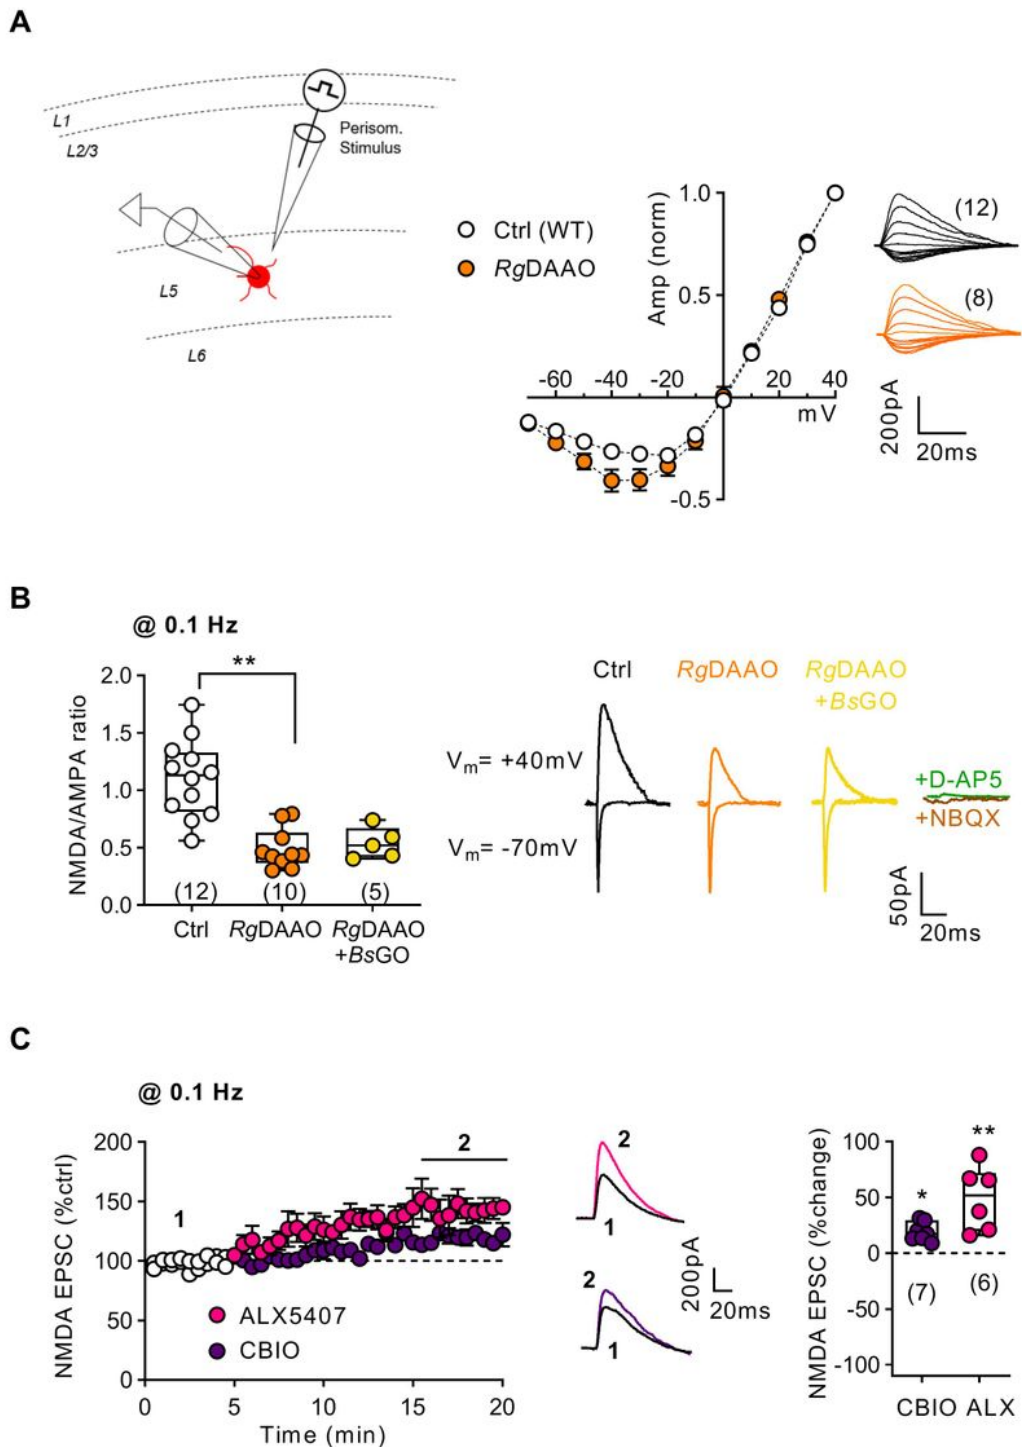 A
L1
L2/3
L5
L6
Perisom.
Stimulus
Ctrl (WT)
RgDAAO
Amp (norm)
1.0
0.5
-0.5
-60 -40 -20 20 40
mV
(12)
(8)
200pA
20ms
B
@ 0.1 Hz
**
NMDA/AMPA ratio
2.0
1.5
1.0
0.5
0.0
(12) (10) (5)
Ctrl RgDAAO RgDAAO
+BsGO
Ctrl RgDAAO RgDAAO
+BsGO
Vm= +40mV
Vm= -70mV
+D-AP5
+NBQX
50pA
20ms
C
@ 0.1 Hz
NMDA EPSC (%ctrl)
200
150
100
50
0
1
2
ALX5407
CBIO
0 5 10 15 20
Time (min)
2
1
2
1
200pA
20ms
NMDA EPSC (%change)
100
50
0
-50
-100
*
**
(7) (6)
CBIO ALX